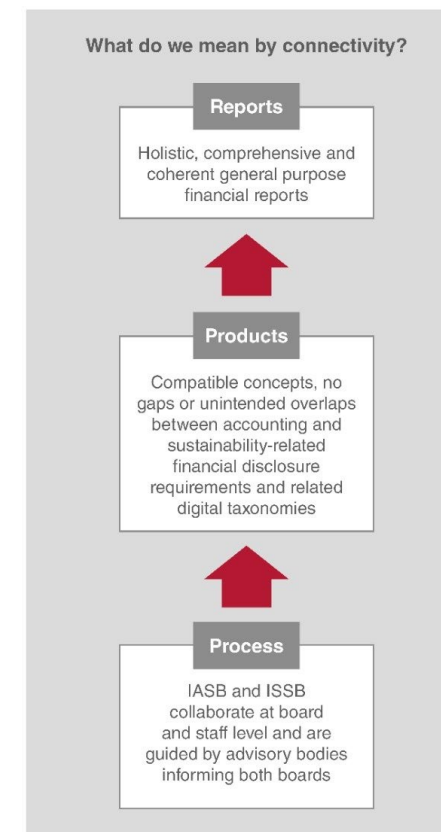 What do we mean by connectivity?
Reports
Holistic, comprehensive and
coherent general purpose
financial reports
Products
Compatible concepts, no
gaps or unintended overlaps
between accounting and
sustainability-related
financial disclosure
requirements and related
digital taxonomies
Process
IASB and ISSB
collaborate at board
and staff level and are
guided by advisory bodies
informing both boards